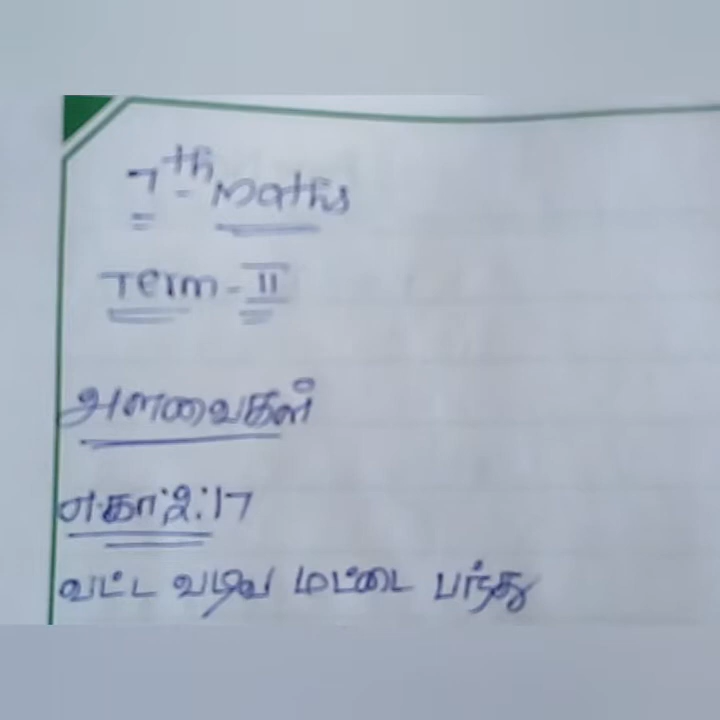 7th Maths
Term - II
அளவைகள்
எ.கா:2.17
வட்ட வடிவ மட்டை பந்து